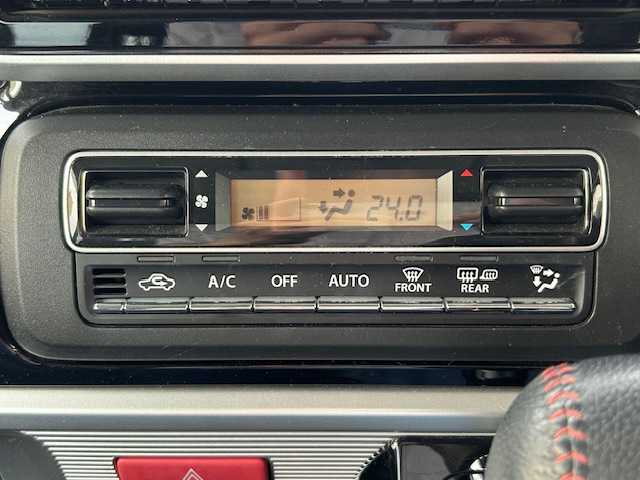 24.0
A/C OFF AUTO FRONT REAR